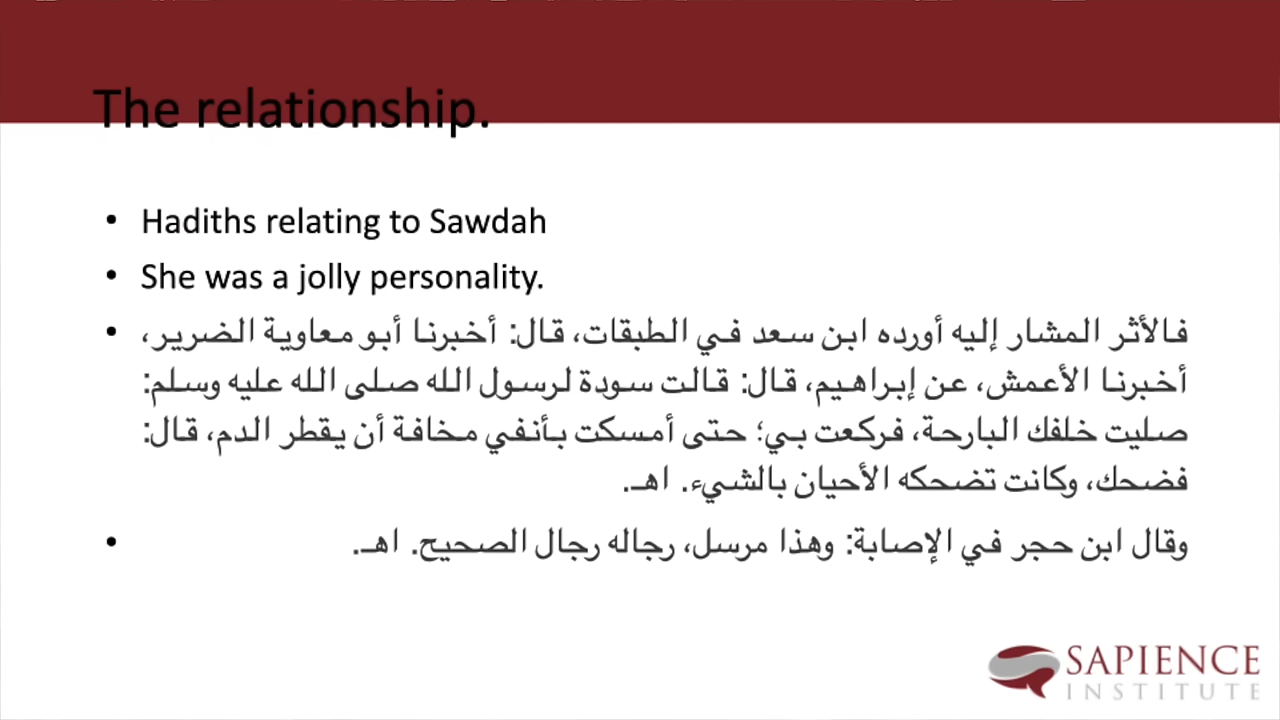 The relationship.
• Hadiths relating to Sawdah
• She was a jolly personality.
• فالأثر المشار إليه أورده ابن سعد في الطبقات، قال: أخبرنا أبو معاوية الضرير،
أخبرنا الأعمش، عن إبراهيم، قال: قالت سودة لرسول الله صلى الله عليه وسلم:
صليت خلفك البارحة، فركعت بي؛ حتى أمسكت بأنفي مخافة أن يقطر الدم، قال:
فضحك، وكانت تضحكه الأحيان بالشيء. اهـ.
• وقال ابن حجر في الإصابة: وهذا مرسل، رجاله رجال الصحيح. اهـ.
SAPIENCE
INSTITUTE